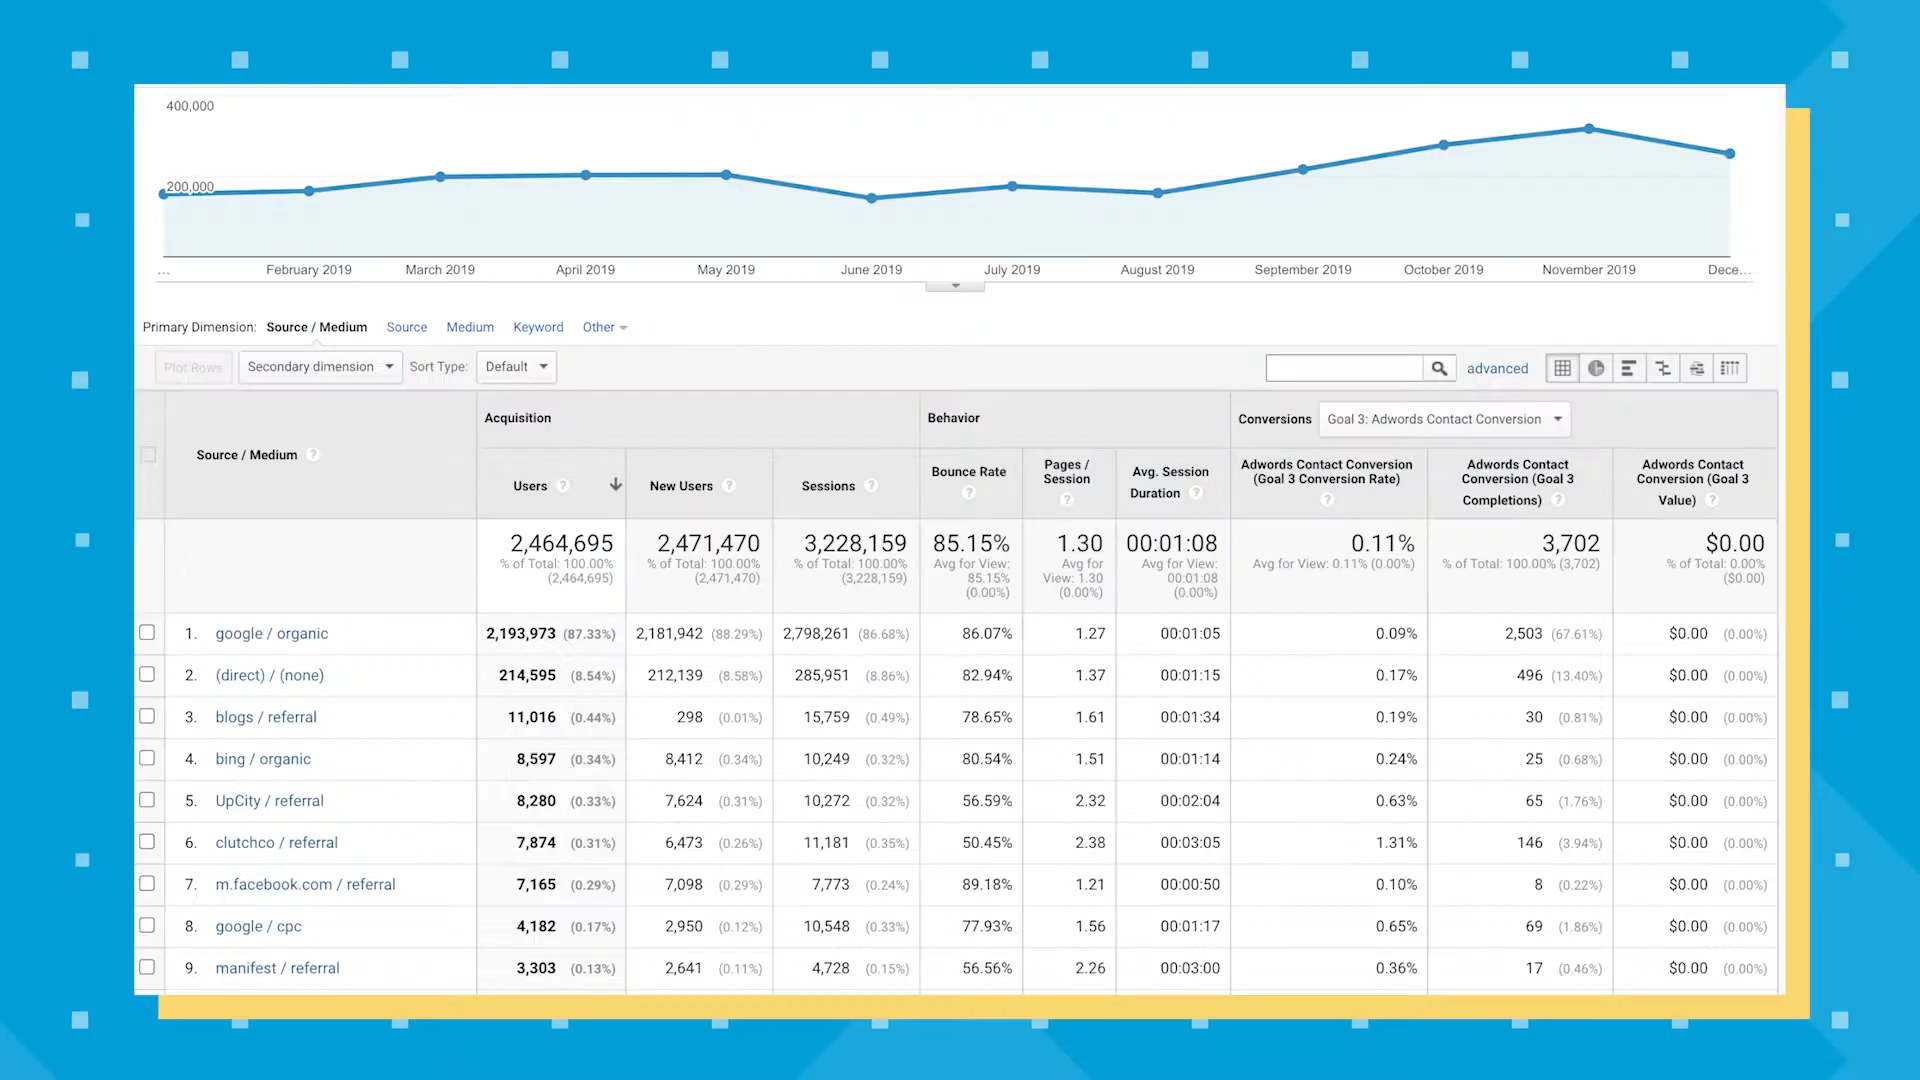 400,000
200,000
... February 2019 March 2019 April 2019 May 2019 June 2019 July 2019 August 2019 September 2019 October 2019 November 2019 Dece...
Primary Dimension: Source / Medium Source Medium Keyword Other
Plot Rows Secondary dimension Sort Type: Default advanced
Acquisition Behavior Conversions Goal 3: Adwords Contact Conversion
Source / Medium ?
Users ? New Users ? Sessions ? Bounce Rate ? Pages / Session ? Avg. Session Duration ? Adwords Contact Conversion (Goal 3 Conversion Rate) ? Adwords Contact Conversion (Goal 3 Completions) ? Adwords Contact Conversion (Goal 3 Value) ?
2,464,695 2,471,470 3,228,159 85.15% 1.30 00:01:08 0.11% 3,702 $0.00
% of Total: 100.00% (2,464,695) % of Total: 100.00% (2,471,470) % of Total: 100.00% (3,228,159) Avg for View: 85.15% (0.00%) Avg for View: 1.30 (0.00%) Avg for View: 00:01:08 (0.00%) Avg for View: 0.11% (0.00%) % of Total: 100.00% (3,702) % of Total: 0.00% ($0.00)
1. google / organic 2,193,973 (87.33%) 2,181,942 (88.29%) 2,798,261 (86.68%) 86.07% 1.27 00:01:05 0.09% 2,503 (67.61%) $0.00 (0.00%)
2. (direct) / (none) 214,595 (8.54%) 212,139 (8.58%) 285,951 (8.86%) 82.94% 1.37 00:01:15 0.17% 496 (13.40%) $0.00 (0.00%)
3. blogs / referral 11,016 (0.44%) 298 (0.01%) 15,759 (0.49%) 78.65% 1.61 00:01:34 0.19% 30 (0.81%) $0.00 (0.00%)
4. bing / organic 8,597 (0.34%) 8,412 (0.34%) 10,249 (0.32%) 80.54% 1.51 00:01:14 0.24% 25 (0.68%) $0.00 (0.00%)
5. UpCity / referral 8,280 (0.33%) 7,624 (0.31%) 10,272 (0.32%) 56.59% 2.32 00:02:04 0.63% 65 (1.76%) $0.00 (0.00%)
6. clutchco / referral 7,874 (0.31%) 6,473 (0.26%) 11,181 (0.35%) 50.45% 2.38 00:03:05 1.31% 146 (3.94%) $0.00 (0.00%)
7. m.facebook.com / referral 7,165 (0.29%) 7,098 (0.29%) 7,773 (0.24%) 89.18% 1.21 00:00:50 0.10% 8 (0.22%) $0.00 (0.00%)
8. google / cpc 4,182 (0.17%) 2,950 (0.12%) 10,548 (0.33%) 77.93% 1.56 00:01:17 0.65% 69 (1.86%) $0.00 (0.00%)
9. manifest / referral 3,303 (0.13%) 2,641 (0.11%) 4,728 (0.15%) 56.56% 2.26 00:03:00 0.36% 17 (0.46%) $0.00 (0.00%)